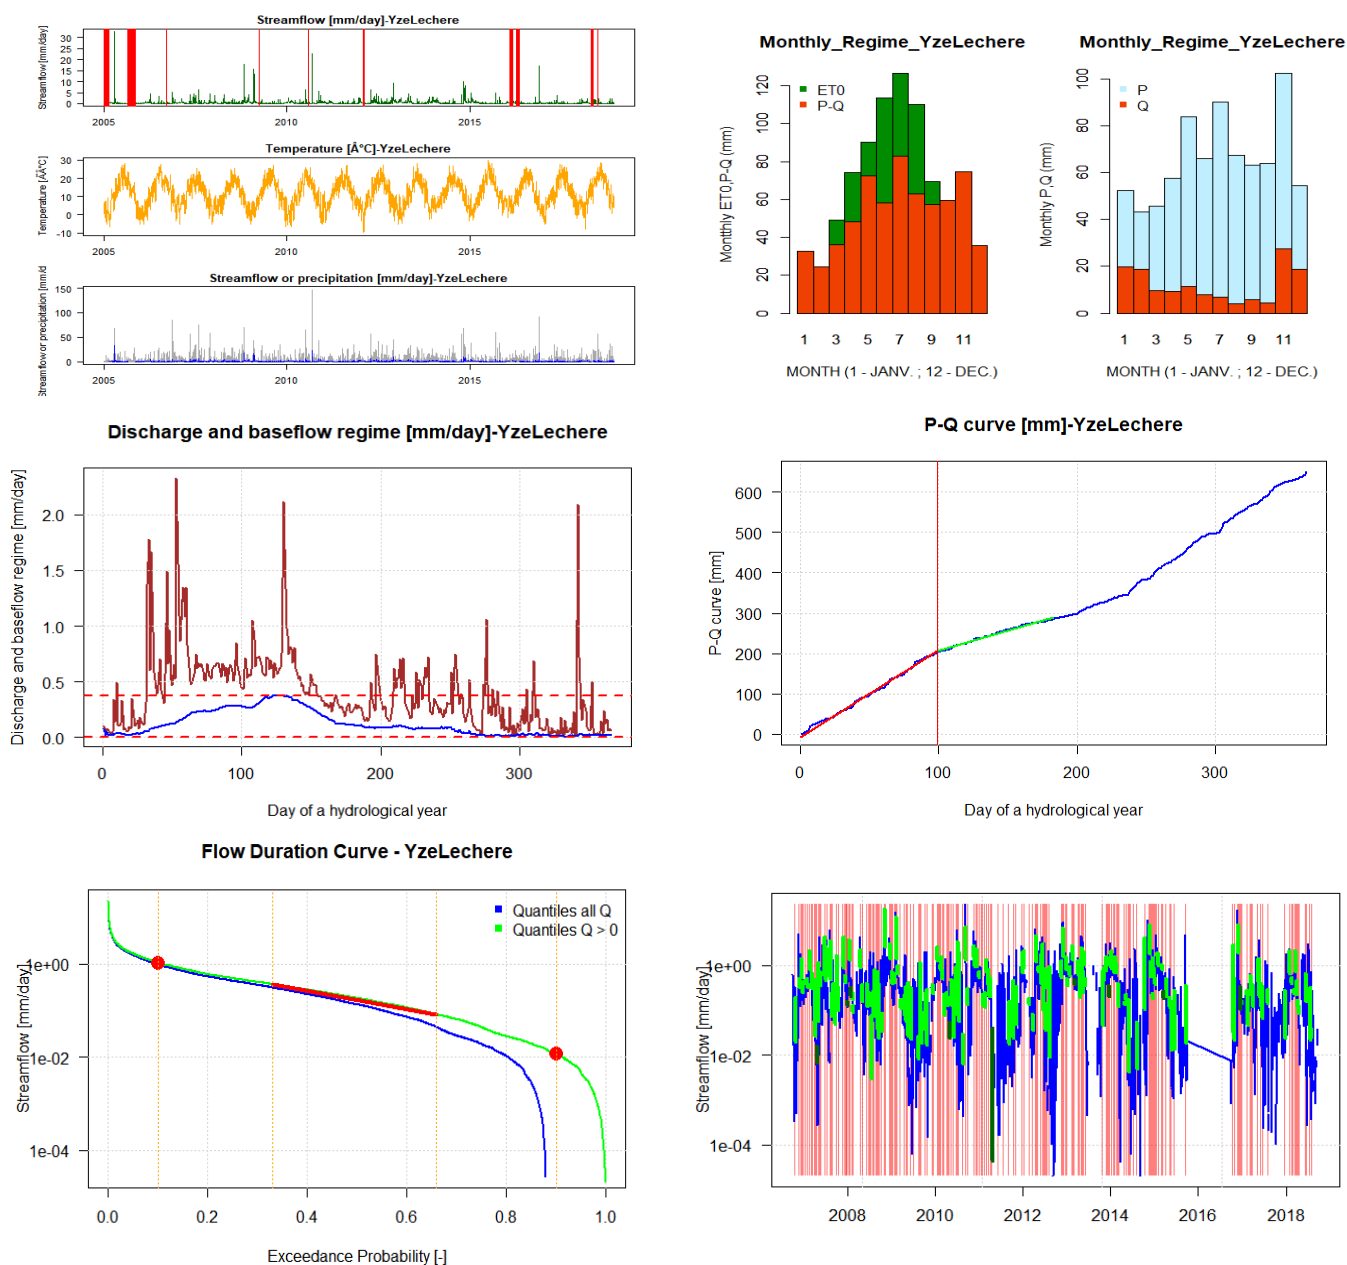 Streamflow [mm/day]-YzeLechere
Streamflow [mm/day]
30
25
20
15
10
5
0
2005
2010
2015
Temperature [Â°C]-YzeLechere
30
20
10
0
-10
2005
2010
2015
Streamflow or precipitation [mm/day]-YzeLechere
Streamflow or precipitation [mm/d
150
100
50
0
2005
2010
2015
Monthly_Regime_YzeLechere
Montthly ET0,P-Q (mm)
0
20
40
60
80
100
120
ET0
P-Q
1 3 5 7 9 11
MONTH (1 - JANV. ; 12 - DEC.)
Monthly_Regime_YzeLechere
Monthly P,Q (mm)
0
20
40
60
80
100
P
Q
1 3 5 7 9 11
MONTH (1 - JANV. ; 12 - DEC.)
Discharge and baseflow regime [mm/day]-YzeLechere
Discharge and baseflow regime [mm/day]
2.0
1.5
1.0
0.5
0.0
0 100 200 300
Day of a hydrological year
P-Q curve [mm]-YzeLechere
P-Q curve [mm]
600
500
400
300
200
100
0
0 100 200 300
Day of a hydrological year
Flow Duration Curve - YzeLechere
Streamflow [mm/day]
Quantiles all Q
Quantiles Q > 0
1e+00
1e-02
1e-04
0.0 0.2 0.4 0.6 0.8 1.0
Exceedance Probability [-]
Streamflow [mm/day]
1e+00
1e-02
1e-04
2008 2010 2012 2014 2016 2018